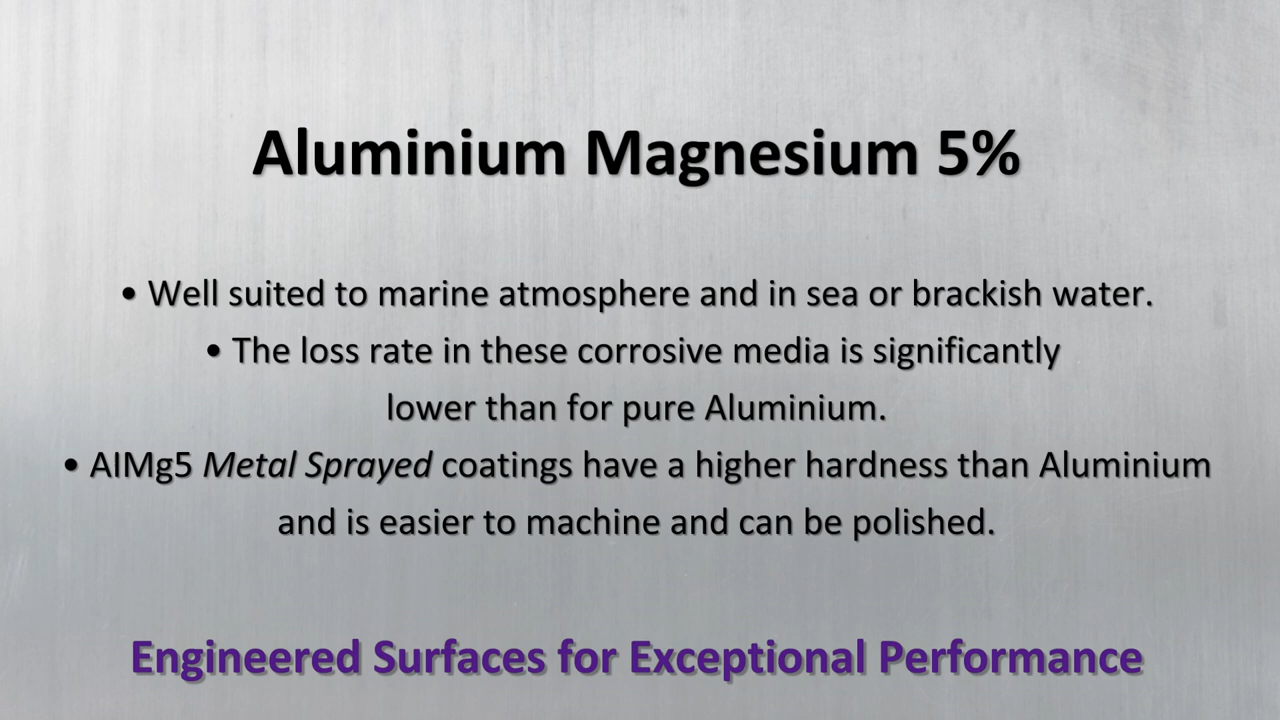 Aluminium Magnesium 5%
• Well suited to marine atmosphere and in sea or brackish water.
• The loss rate in these corrosive media is significantly
lower than for pure Aluminium.
• AlMg5 Metal Sprayed coatings have a higher hardness than Aluminium
and is easier to machine and can be polished.
Engineered Surfaces for Exceptional Performance